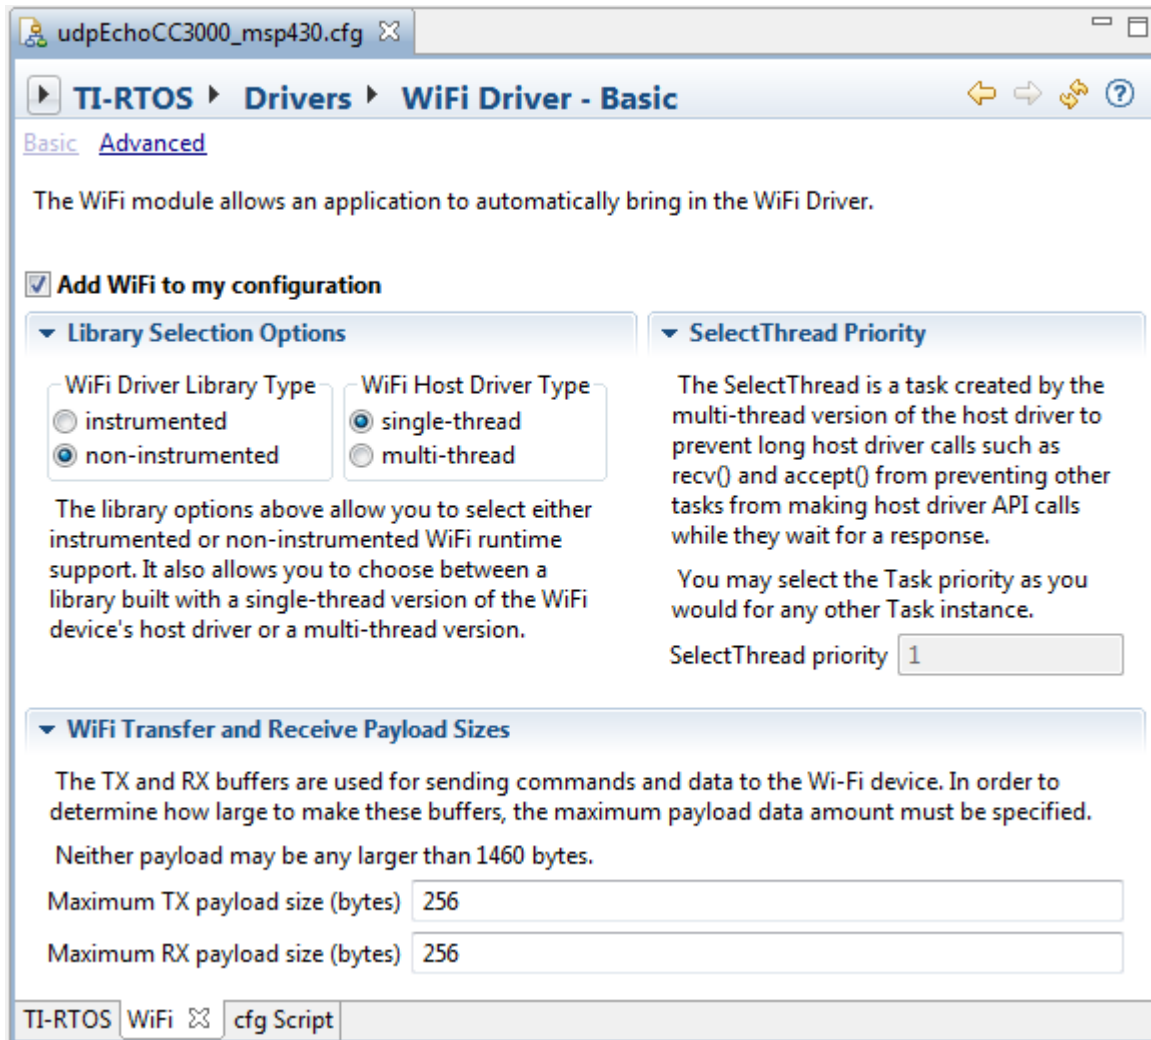 udpEchoCC3000_msp430.cfg
TI-RTOS Drivers WiFi Driver - Basic
Basic Advanced
The WiFi module allows an application to automatically bring in the WiFi Driver.
Add WiFi to my configuration
Library Selection Options
WiFi Driver Library Type
instrumented
non-instrumented
WiFi Host Driver Type
single-thread
multi-thread
The library options above allow you to select either
instrumented or non-instrumented WiFi runtime
support. It also allows you to choose between a
library built with a single-thread version of the WiFi
device's host driver or a multi-thread version.
SelectThread Priority
The SelectThread is a task created by the
multi-thread version of the host driver to
prevent long host driver calls such as
recv() and accept() from preventing other
tasks from making host driver API calls
while they wait for a response.
You may select the Task priority as you
would for any other Task instance.
SelectThread priority 1
WiFi Transfer and Receive Payload Sizes
The TX and RX buffers are used for sending commands and data to the Wi-Fi device. In order to
determine how large to make these buffers, the maximum payload data amount must be specified.
Neither payload may be any larger than 1460 bytes.
Maximum TX payload size (bytes) 256
Maximum RX payload size (bytes) 256
TI-RTOS WiFi cfg Script